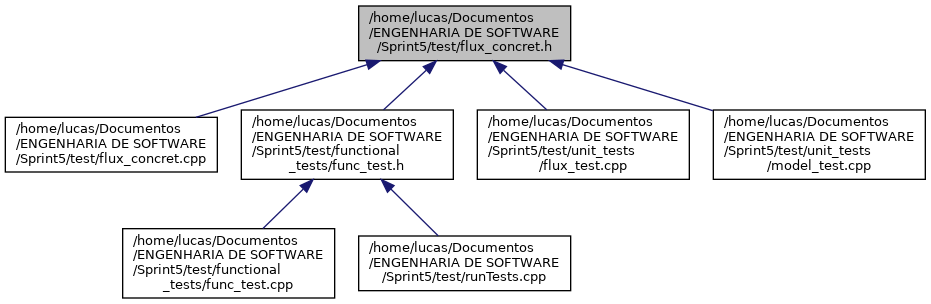 /home/lucas/Documentos
/ENGENHARIA DE SOFTWARE
/Sprint5/test/flux_concret.h
/home/lucas/Documentos
/ENGENHARIA DE SOFTWARE
/Sprint5/test/flux_concret.cpp
/home/lucas/Documentos
/ENGENHARIA DE SOFTWARE
/Sprint5/test/functional
_tests/func_test.h
/home/lucas/Documentos
/ENGENHARIA DE SOFTWARE
/Sprint5/test/unit_tests
/flux_test.cpp
/home/lucas/Documentos
/ENGENHARIA DE SOFTWARE
/Sprint5/test/unit_tests
/model_test.cpp
/home/lucas/Documentos
/ENGENHARIA DE SOFTWARE
/Sprint5/test/functional
_tests/func_test.cpp
/home/lucas/Documentos
/ENGENHARIA DE SOFTWARE
/Sprint5/test/runTests.cpp